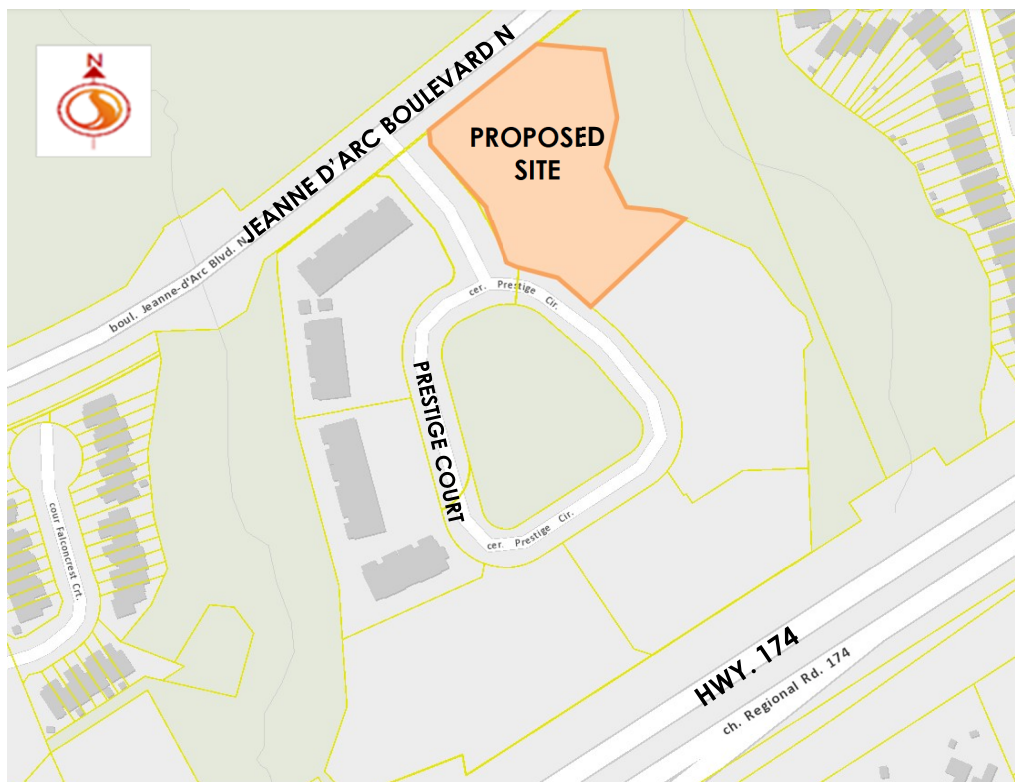 N
JEANNE D'ARC BOULEVARD N
PROPOSED
SITE
boul. Jeanne-d'Arc Blvd. N
cer. Prestige Cir.
PRESTIGE COURT
cour Falconcrest Crt.
cer. Prestige Cir.
HWY. 174
ch. Regional Rd. 174